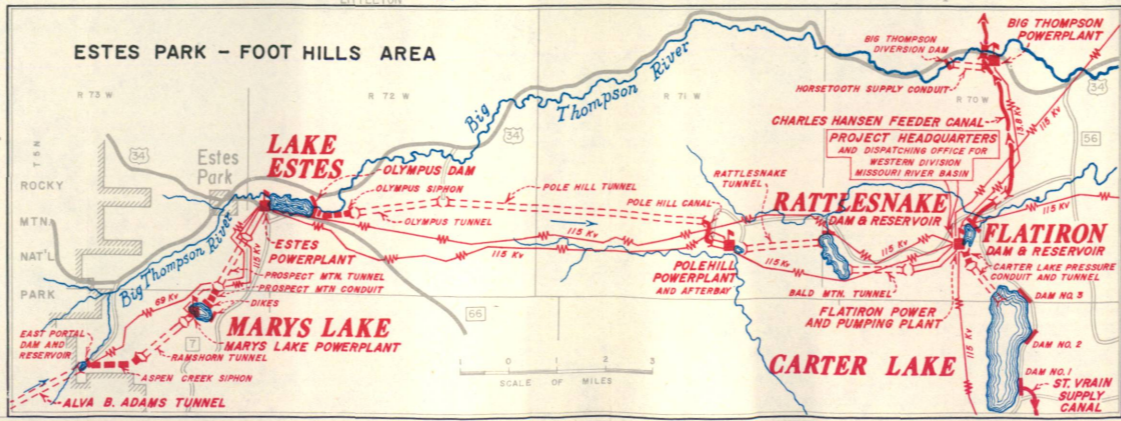 ESTES PARK – FOOT HILLS AREA
R 73 W
R 72 W
R 71 W
R 70 W
T 5 N
34
34
34
56
66
7
Estes
Park
ROCKY
MTN.
NAT'L
PARK
Big Thompson River
Big Thompson River
LAKE
ESTES
OLYMPUS DAM
OLYMPUS SIPHON
OLYMPUS TUNNEL
POLE HILL TUNNEL
POLE HILL CANAL
ESTES
POWERPLANT
PROSPECT MTN. TUNNEL
PROSPECT MTN CONDUIT
DIKES
MARYS LAKE
MARYS LAKE POWERPLANT
RAMSHORN TUNNEL
EAST PORTAL
DAM AND
RESERVOIR
ASPEN CREEK SIPHON
ALVA B. ADAMS TUNNEL
69 Kv
115 Kv
115 Kv
115 Kv
POLEHILL
POWERPLANT
AND AFTERBAY
RATTLESNAKE
TUNNEL
RATTLESNAKE
DAM & RESERVOIR
115 Kv
115 Kv
BALD MTN. TUNNEL
FLATIRON POWER
AND PUMPING PLANT
BIG THOMPSON
DIVERSION DAM
BIG THOMPSON
POWERPLANT
HORSETOOTH SUPPLY CONDUIT
CHARLES HANSEN FEEDER CANAL
PROJECT HEADQUARTERS
AND DISPATCHING OFFICE FOR
WESTERN DIVISION
MISSOURI RIVER BASIN
115 Kv
115 Kv
115 Kv
FLATIRON
DAM & RESERVOIR
CARTER LAKE PRESSURE
CONDUIT AND TUNNEL
115 Kv
CARTER LAKE
DAM NO. 3
DAM NO. 2
DAM NO. 1
ST. VRAIN
SUPPLY
CANAL
1 0 1 2 3
SCALE OF MILES